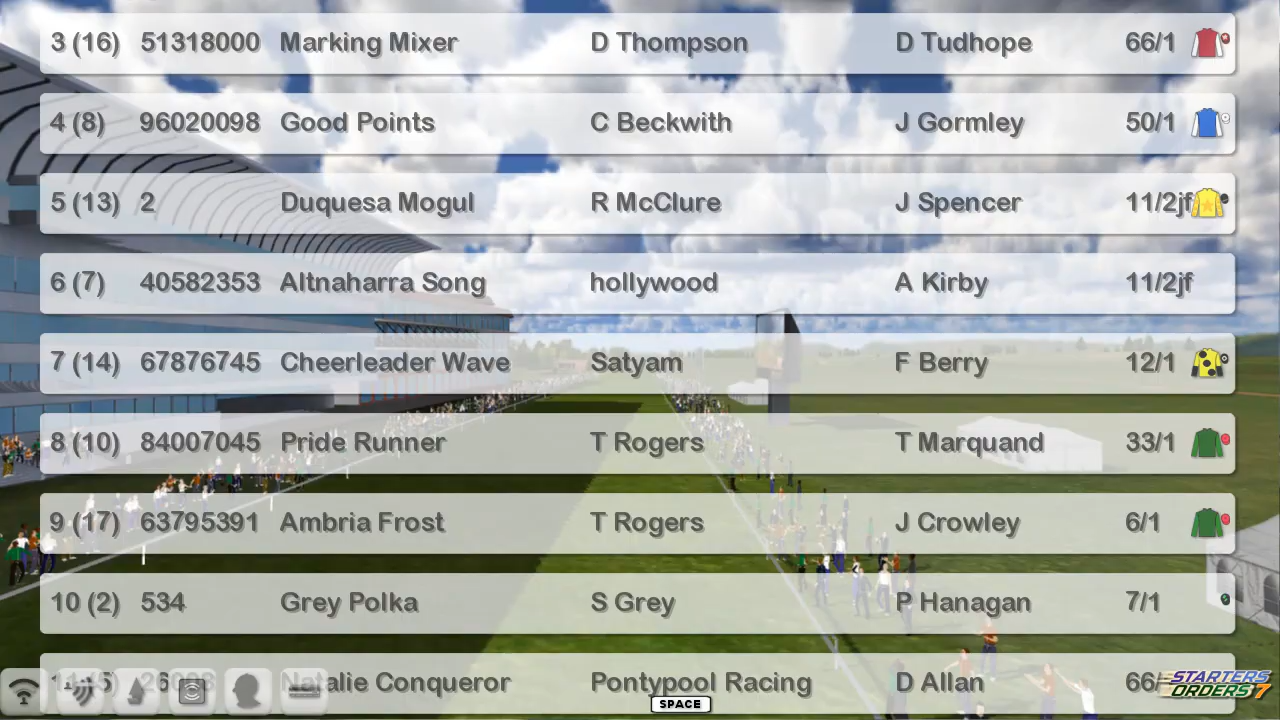 3 (16) 51318000 Marking Mixer D Thompson D Tudhope 66/1
4 (8) 96020098 Good Points C Beckwith J Gormley 50/1
5 (13) 2 Duquesa Mogul R McClure J Spencer 11/2jf
6 (7) 40582353 Altnaharra Song hollywood A Kirby 11/2jf
7 (14) 67876745 Cheerleader Wave Satyam F Berry 12/1
8 (10) 84007045 Pride Runner T Rogers T Marquand 33/1
9 (17) 63795391 Ambria Frost T Rogers J Crowley 6/1
10 (2) 534 Grey Polka S Grey P Hanagan 7/1
Natalie Conqueror Pontypool Racing D Allan
SPACE
STARTERS ORDERS 7